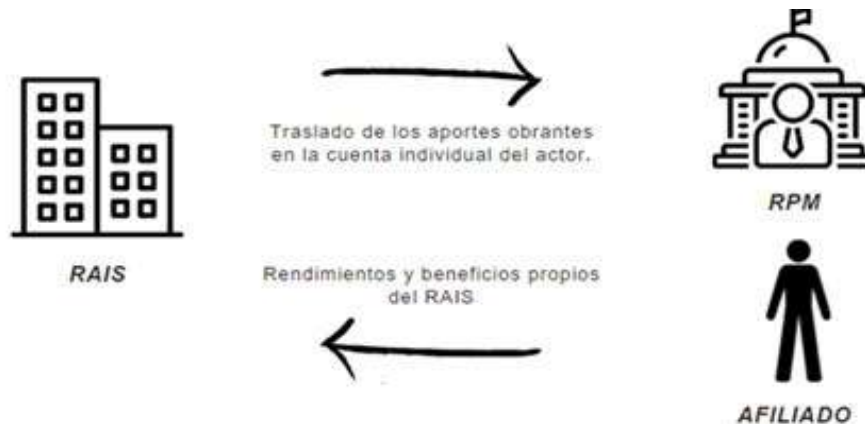 Traslado de los aportes obrantes
en la cuenta individual del actor.
RPM
RAIS
Rendimientos y beneficios propios
del RAIS
AFILIADO